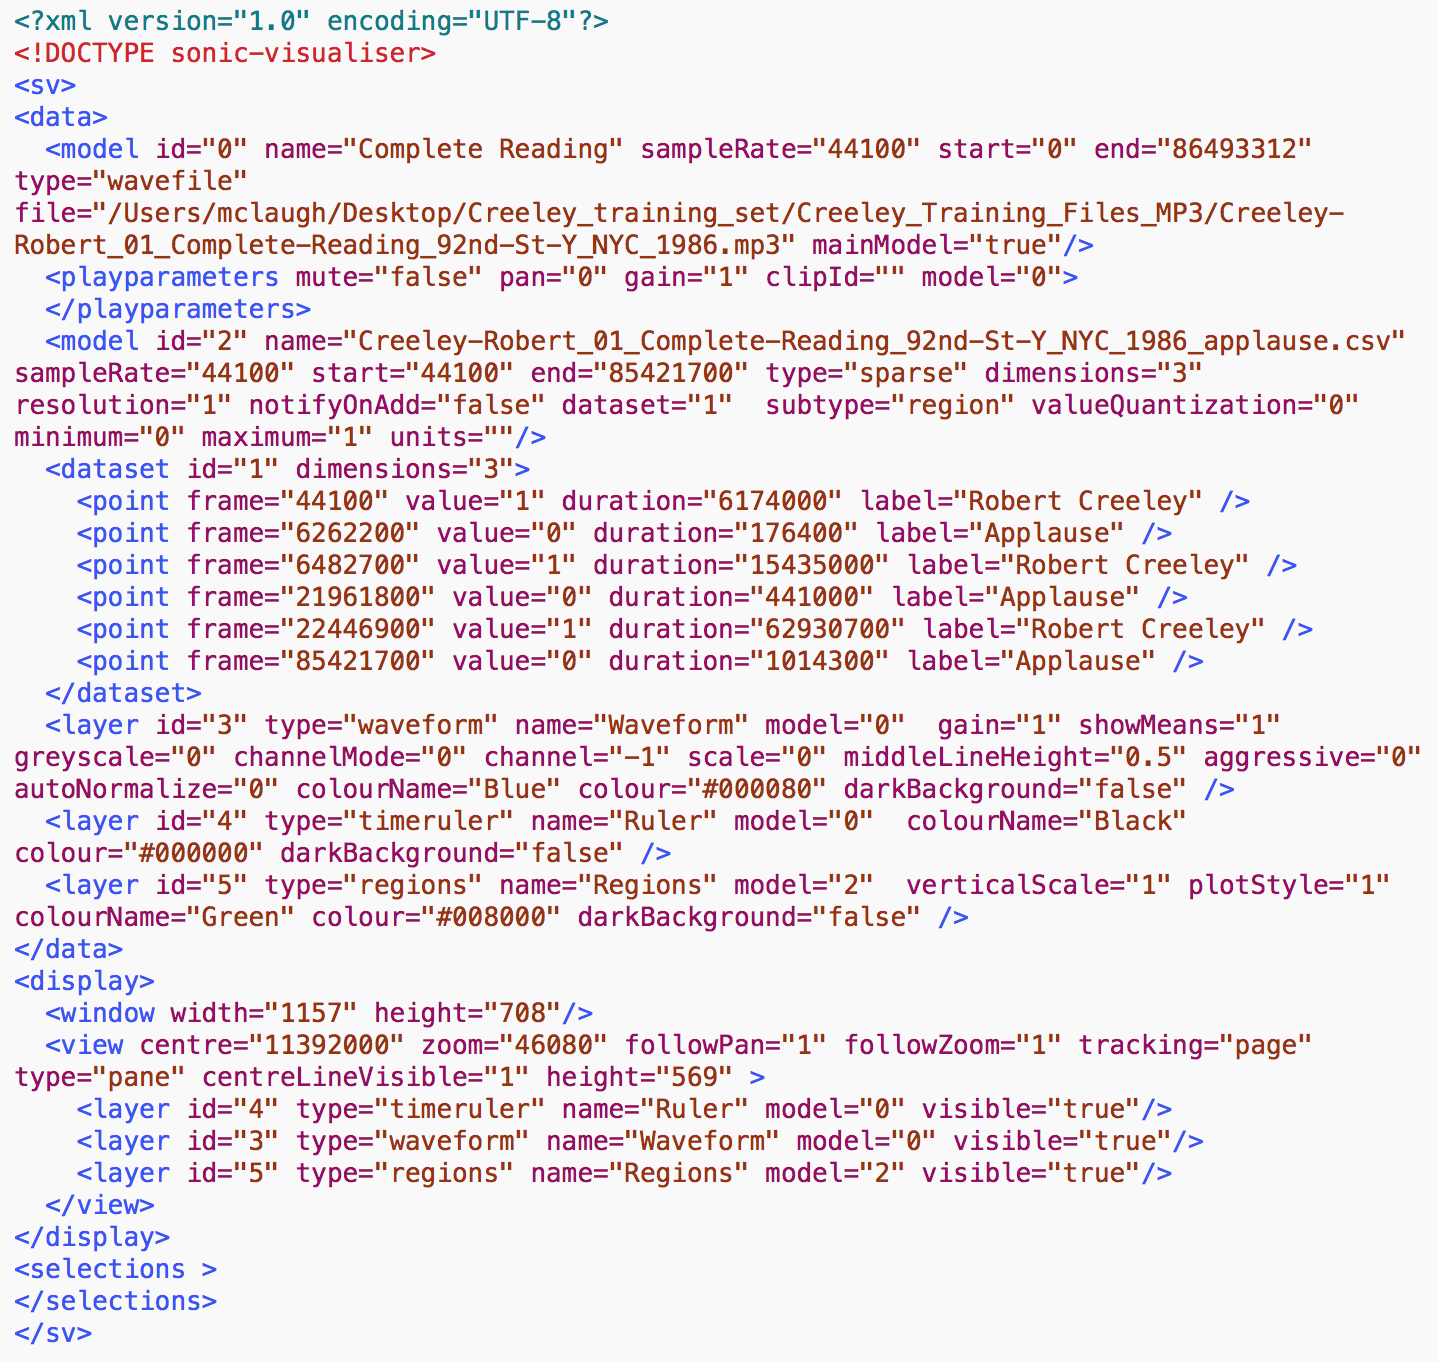 <?xml version="1.0" encoding="UTF-8"?>
<!DOCTYPE sonic-visualiser>
<sv>
<data>
  <model id="0" name="Complete Reading" sampleRate="44100" start="0" end="86493312"
type="wavefile"
file="/Users/mclaugh/Desktop/Creeley_training_set/Creeley_Training_Files_MP3/Creeley-
Robert_01_Complete-Reading_92nd-St-Y_NYC_1986.mp3" mainModel="true"/>
  <playparameters mute="false" pan="0" gain="1" clipId="" model="0">
  </playparameters>
  <model id="2" name="Creeley-Robert_01_Complete-Reading_92nd-St-Y_NYC_1986_applause.csv"
sampleRate="44100" start="44100" end="85421700" type="sparse" dimensions="3"
resolution="1" notifyOnAdd="false" dataset="1"  subtype="region" valueQuantization="0"
minimum="0" maximum="1" units=""/>
  <dataset id="1" dimensions="3">
    <point frame="44100" value="1" duration="6174000" label="Robert Creeley" />
    <point frame="6262200" value="0" duration="176400" label="Applause" />
    <point frame="6482700" value="1" duration="15435000" label="Robert Creeley" />
    <point frame="21961800" value="0" duration="441000" label="Applause" />
    <point frame="22446900" value="1" duration="62930700" label="Robert Creeley" />
    <point frame="85421700" value="0" duration="1014300" label="Applause" />
  </dataset>
  <layer id="3" type="waveform" name="Waveform" model="0"  gain="1" showMeans="1"
greyscale="0" channelMode="0" channel="-1" scale="0" middleLineHeight="0.5" aggressive="0"
autoNormalize="0" colourName="Blue" colour="#000080" darkBackground="false" />
  <layer id="4" type="timeruler" name="Ruler" model="0"  colourName="Black"
colour="#000000" darkBackground="false" />
  <layer id="5" type="regions" name="Regions" model="2"  verticalScale="1" plotStyle="1"
colourName="Green" colour="#008000" darkBackground="false" />
</data>
<display>
  <window width="1157" height="708"/>
  <view centre="11392000" zoom="46080" followPan="1" followZoom="1" tracking="page"
type="pane" centreLineVisible="1" height="569" >
    <layer id="4" type="timeruler" name="Ruler" model="0" visible="true"/>
    <layer id="3" type="waveform" name="Waveform" model="0" visible="true"/>
    <layer id="5" type="regions" name="Regions" model="2" visible="true"/>
  </view>
</display>
<selections >
</selections>
</sv>